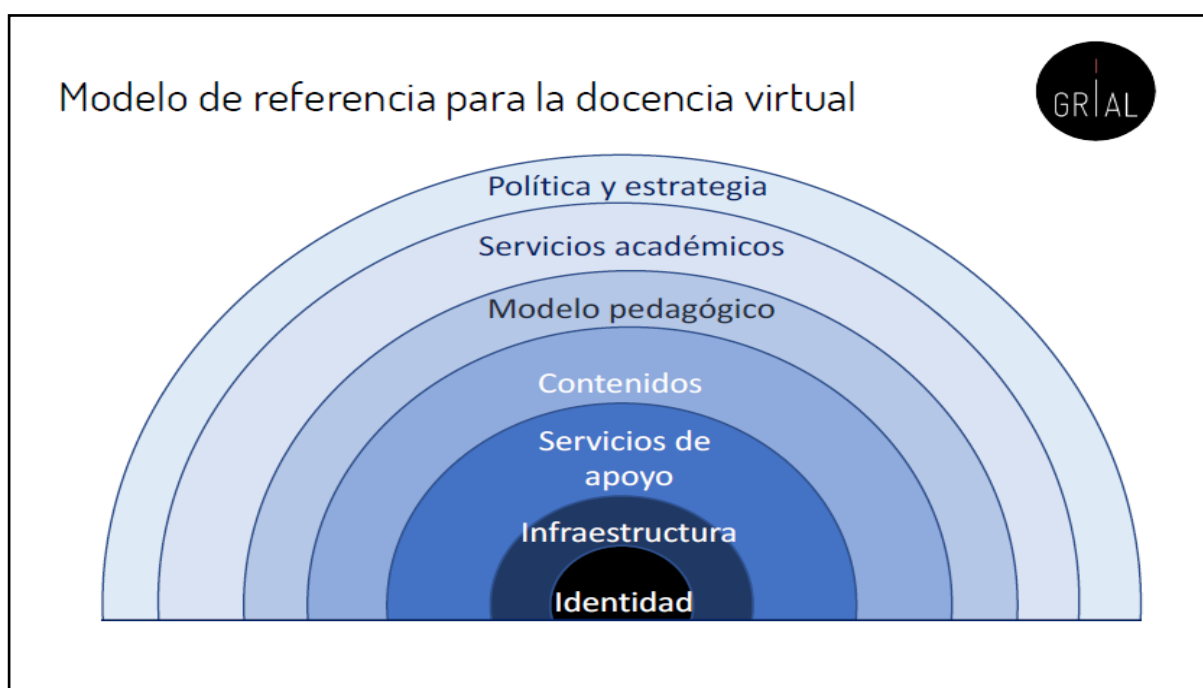 Modelo de referencia para la docencia virtual
GRIAL
Política y estrategia
Servicios académicos
Modelo pedagógico
Contenidos
Servicios de
apoyo
Infraestructura
Identidad